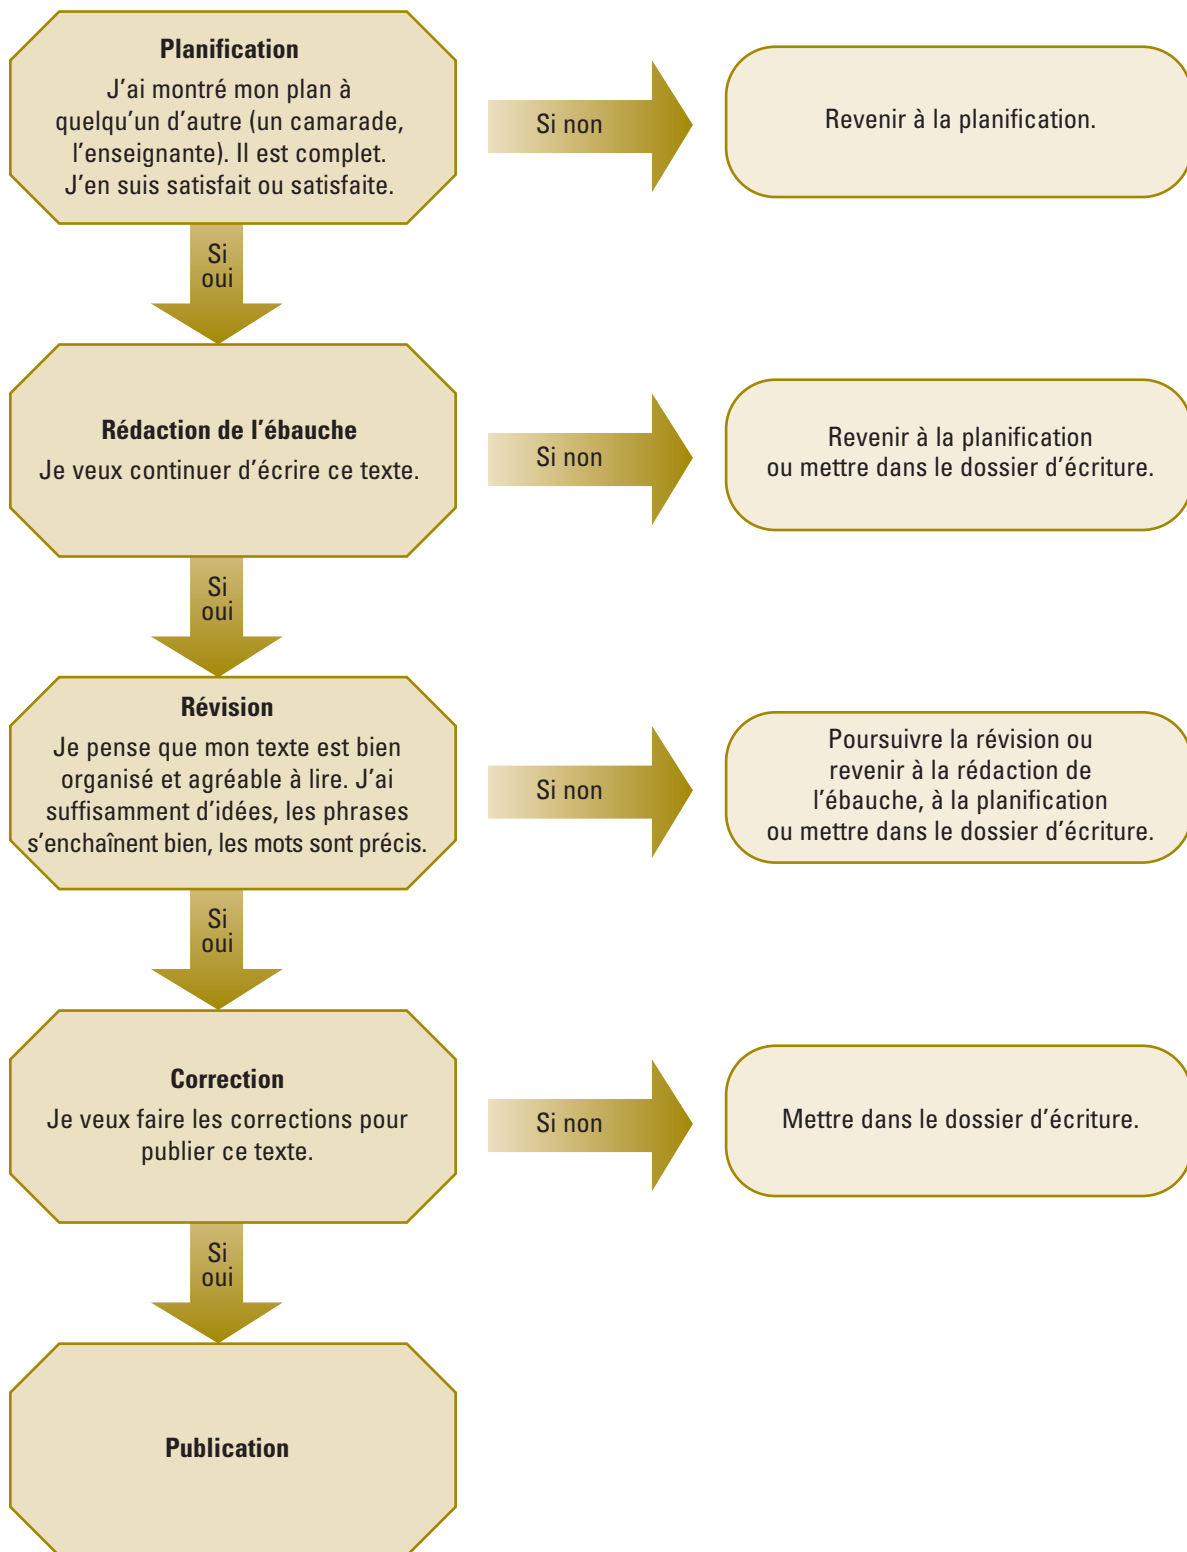 Planification
J'ai montré mon plan à
quelqu'un d'autre (un camarade,
l'enseignante). Il est complet.
J'en suis satisfait ou satisfaite.
Si non
Revenir à la planification.
Si
oui
Rédaction de l'ébauche
Je veux continuer d'écrire ce texte.
Si non
Revenir à la planification
ou mettre dans le dossier d'écriture.
Si
oui
Révision
Je pense que mon texte est bien
organisé et agréable à lire. J'ai
suffisamment d'idées, les phrases
s'enchaînent bien, les mots sont précis.
Si non
Poursuivre la révision ou
revenir à la rédaction de
l'ébauche, à la planification
ou mettre dans le dossier d'écriture.
Si
oui
Correction
Je veux faire les corrections pour
publier ce texte.
Si non
Mettre dans le dossier d'écriture.
Si
oui
Publication